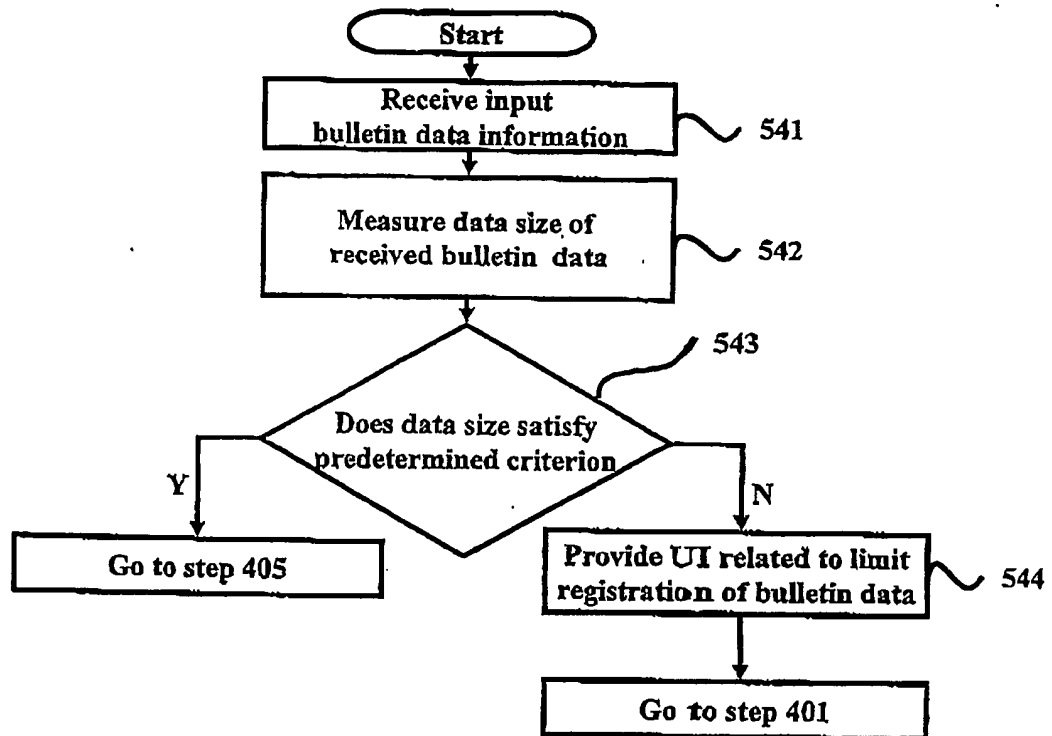 Start
Receive input
bulletin data information
541
Measure data size of
received bulletin data
542
543
Does data size satisfy
predetermined criterion
Y
N
Go to step 405
Provide UI related to limit
registration of bulletin data
544
Go to step 401